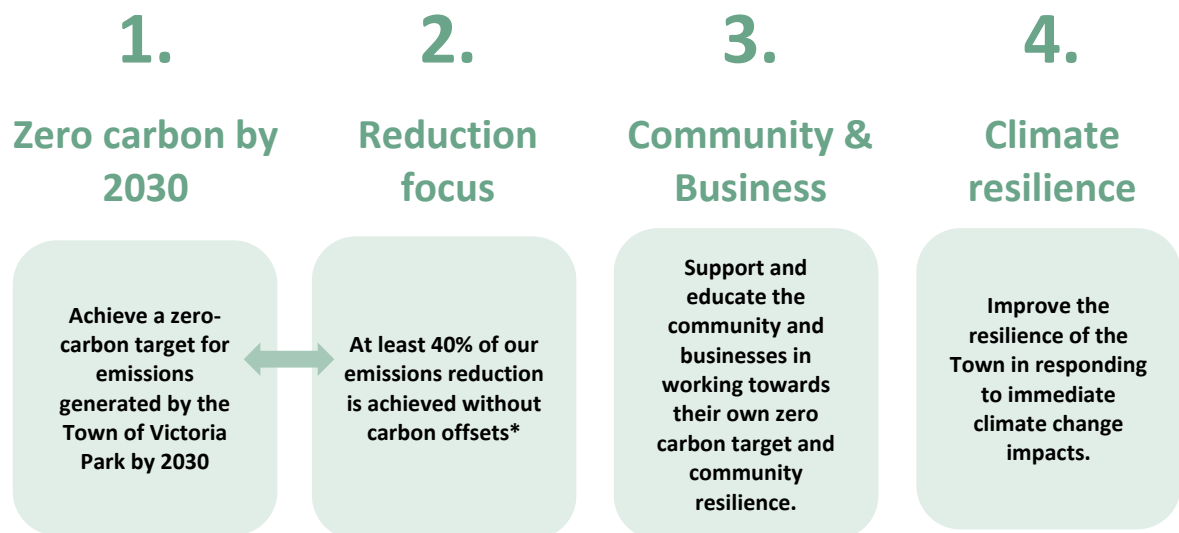 1.
Zero carbon by
2030
Achieve a zero-
carbon target for
emissions
generated by the
Town of Victoria
Park by 2030
2.
Reduction
focus
At least 40% of our
emissions reduction
is achieved without
carbon offsets*
3.
Community &
Business
Support and
educate the
community and
businesses in
working towards
their own zero
carbon target and
community
resilience.
4.
Climate
resilience
Improve the
resilience of the
Town in responding
to immediate
climate change
impacts.